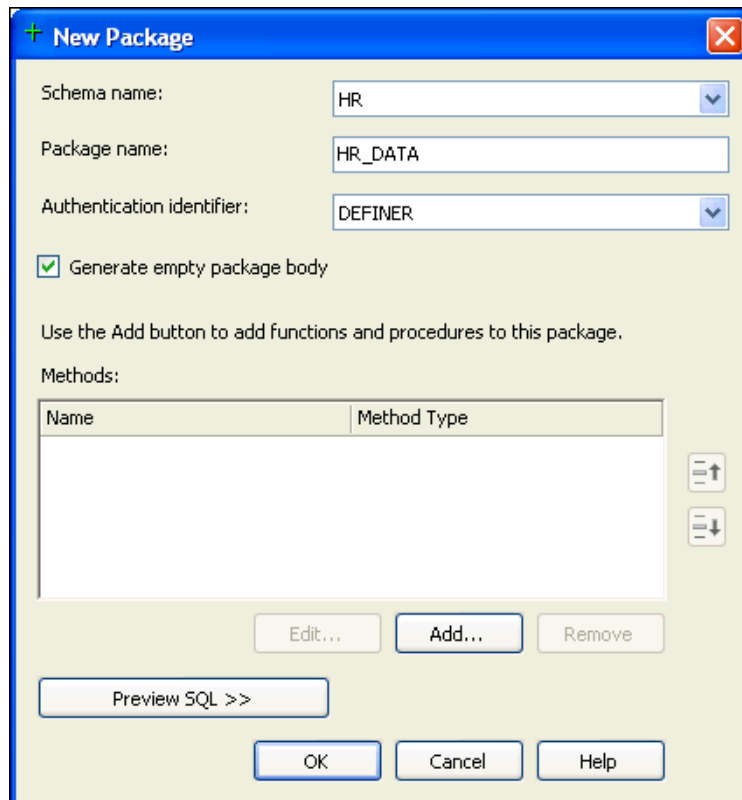 New Package
Schema name: HR
Package name: HR_DATA
Authentication identifier: DEFINER
Generate empty package body
Use the Add button to add functions and procedures to this package.
Methods:
Name Method Type
Edit... Add... Remove
Preview SQL >>
OK Cancel Help